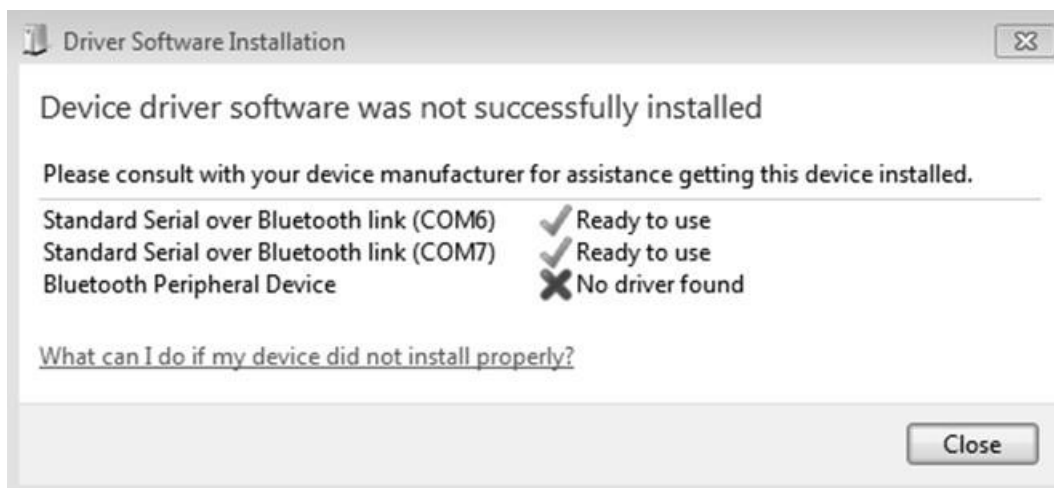 Driver Software Installation
Device driver software was not successfully installed
Please consult with your device manufacturer for assistance getting this device installed.
Standard Serial over Bluetooth link (COM6) Ready to use
Standard Serial over Bluetooth link (COM7) Ready to use
Bluetooth Peripheral Device No driver found
What can I do if my device did not install properly?
Close